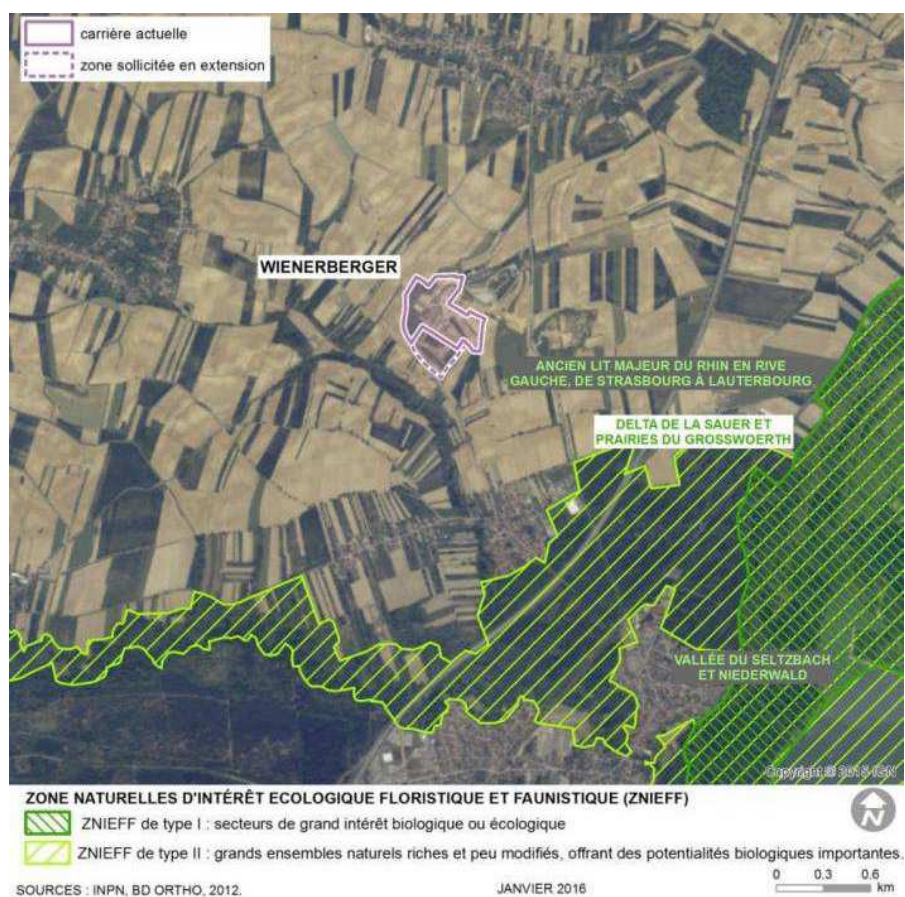 carrière actuelle
zone sollicitée en extension
WIENERBERGER
ANCIEN LIT MAJEUR DU RHIN EN RIVE
GAUCHE, DE STRASBOURG À LAUTERBOURG
DELTA DE LA SAUER ET
PRAIRIES DU GROSSWOERTH
VALLÉE DU SELTZBACH
ET NIEDERWALD
Copyright © 2015 IGN
ZONE NATURELLES D'INTÉRÊT ECOLOGIQUE FLORISTIQUE ET FAUNISTIQUE (ZNIEFF)
ZNIEFF de type I : secteurs de grand intérêt biologique ou écologique
ZNIEFF de type II : grands ensembles naturels riches et peu modifiés, offrant des potentialités biologiques importantes.
N
0 0.3 0.6
km
SOURCES : INPN, BD ORTHO, 2012.
JANVIER 2016